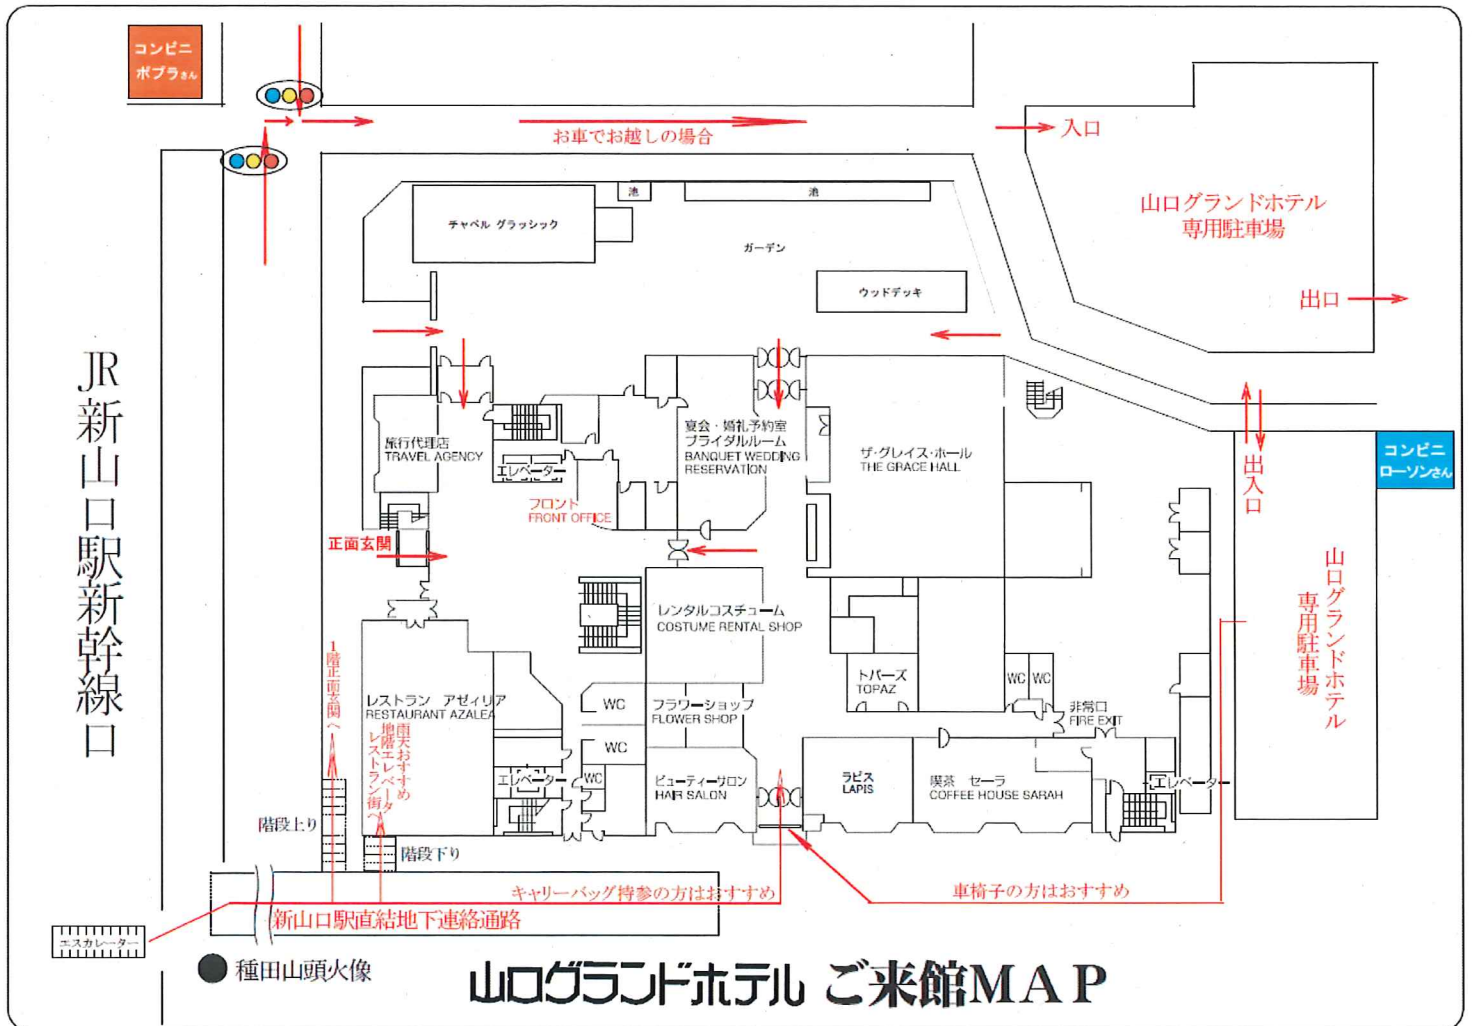 コンビニ
ポプラさん
お車でお越しの場合
入口
山口グランドホテル
専用駐車場
出口
池
池
チャペル グラッシック
ガーデン
ウッドデッキ
JR新山口駅新幹線口
旅行代理店
TRAVEL AGENCY
エレベーター
フロント
FRONT OFFICE
宴会・婚礼予約室
ブライダルルーム
BANQUET WEDDING
RESERVATION
ザ・グレイス・ホール
THE GRACE HALL
コンビニ
ローソンさん
出入口
正面玄関
山口グランドホテル
専用駐車場
レンタルコスチューム
COSTUME RENTAL SHOP
1階正面玄関へ
レストラン アゼィリア
RESTAURANT AZALEA
WC
フラワーショップ
FLOWER SHOP
トパーズ
TOPAZ
WC
WC
非常口
FIRE EXIT
雨天おすすめ
地階エレベータ
レストラン街へ
WC
エレベーター
WC
ビューティーサロン
HAIR SALON
ラピス
LAPIS
喫茶 セーラ
COFFEE HOUSE SARAH
エレベーター
階段上り
階段下り
キャリーバッグ持参の方はおすすめ
車椅子の方はおすすめ
新山口駅直結地下連絡通路
エスカレーター
種田山頭火像
山口グランドホテル ご来館MAP